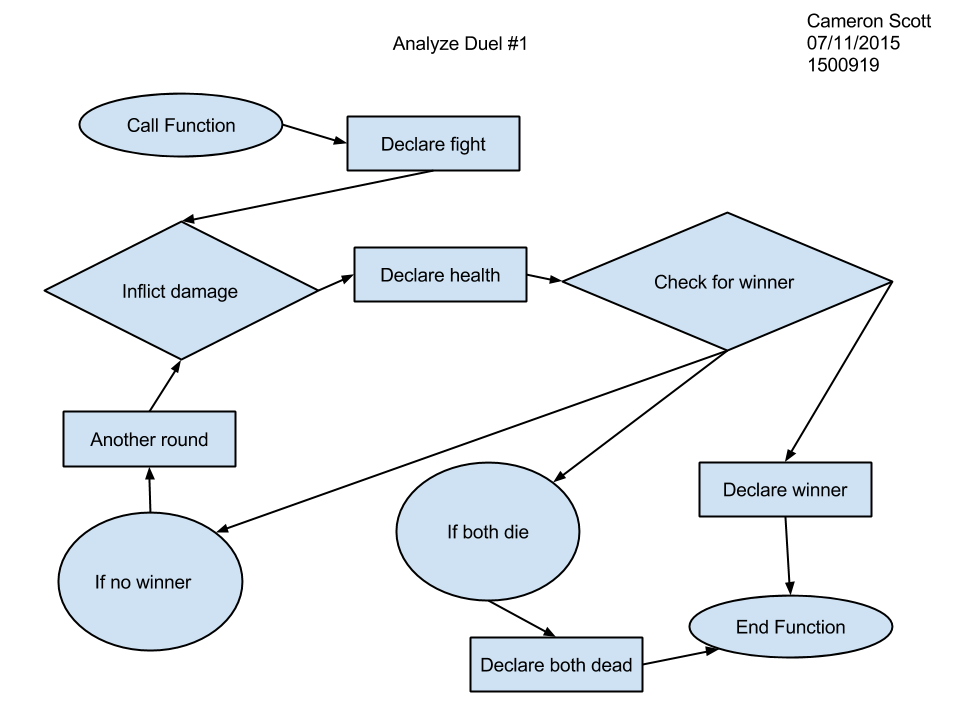 Analyze Duel #1
Cameron Scott
07/11/2015
1500919
Call Function
Declare fight
Inflict damage
Declare health
Check for winner
Another round
If no winner
If both die
Declare winner
Declare both dead
End Function